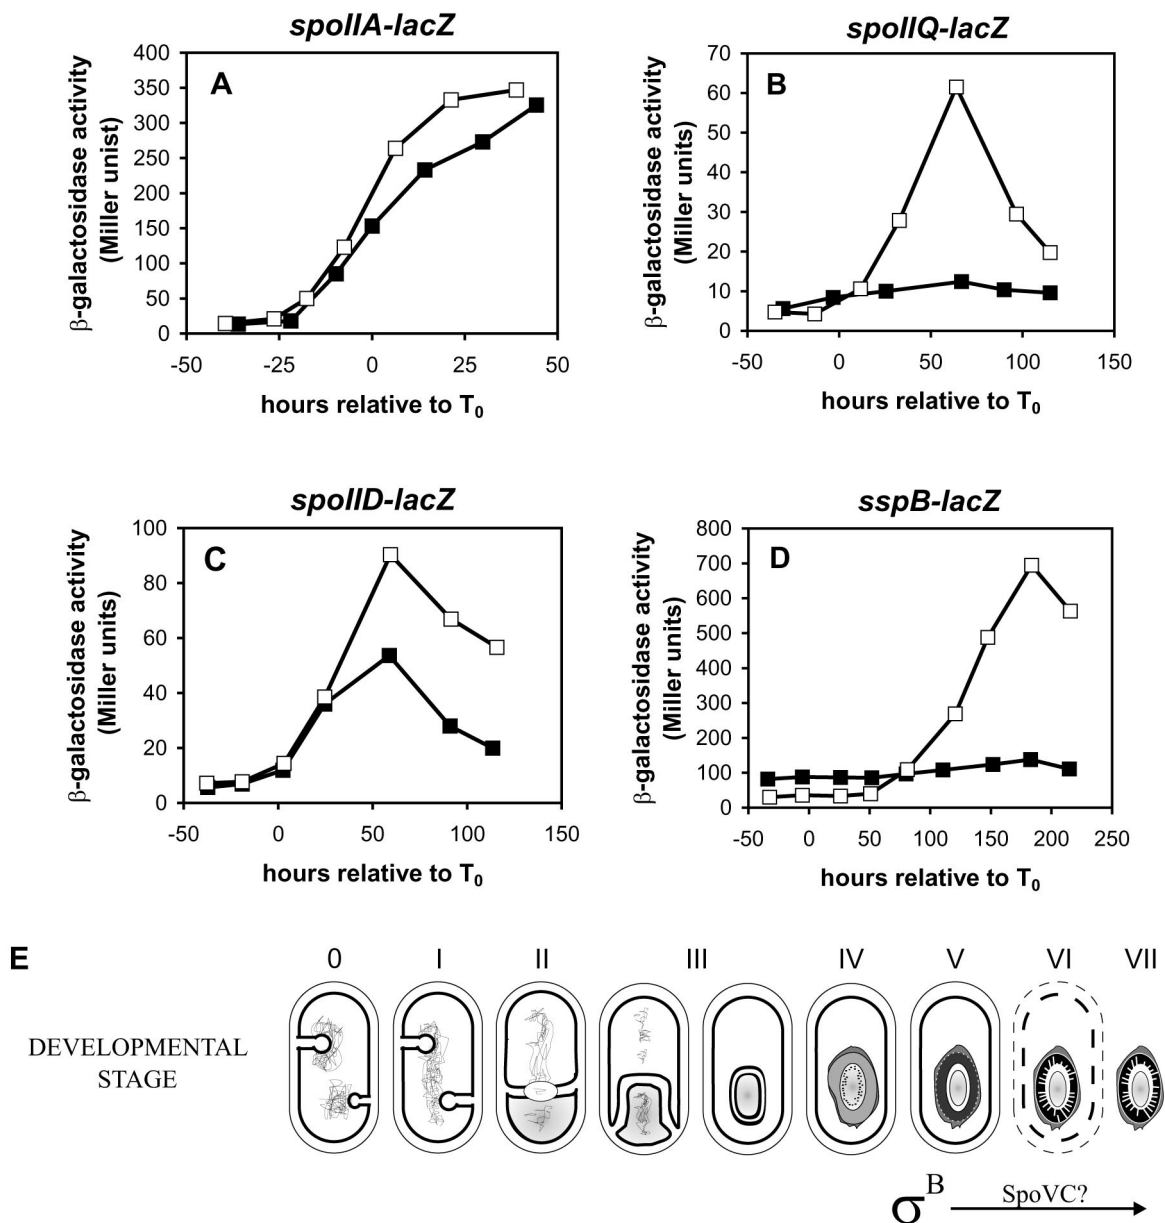 spoIIA-lacZ
A
β-galactosidase activity
(Miller unist)
400
350
300
250
200
150
100
50
0
-50
-25
0
25
50
hours relative to T0
spoIIQ-lacZ
B
β-galactosidase activity
(Miller units)
70
60
50
40
30
20
10
0
-50
0
50
100
150
hours relative to T0
spoIID-lacZ
C
β-galactosidase activity
(Miller units)
100
80
60
40
20
0
-50
0
50
100
150
hours relative to T0
sspB-lacZ
D
β-galactosidase activity
(Miller units)
800
700
600
500
400
300
200
100
0
-50
0
50
100
150
200
250
hours relative to T0
E
0 I II III IV V VI VII
DEVELOPMENTAL
STAGE
σB SpoVC?